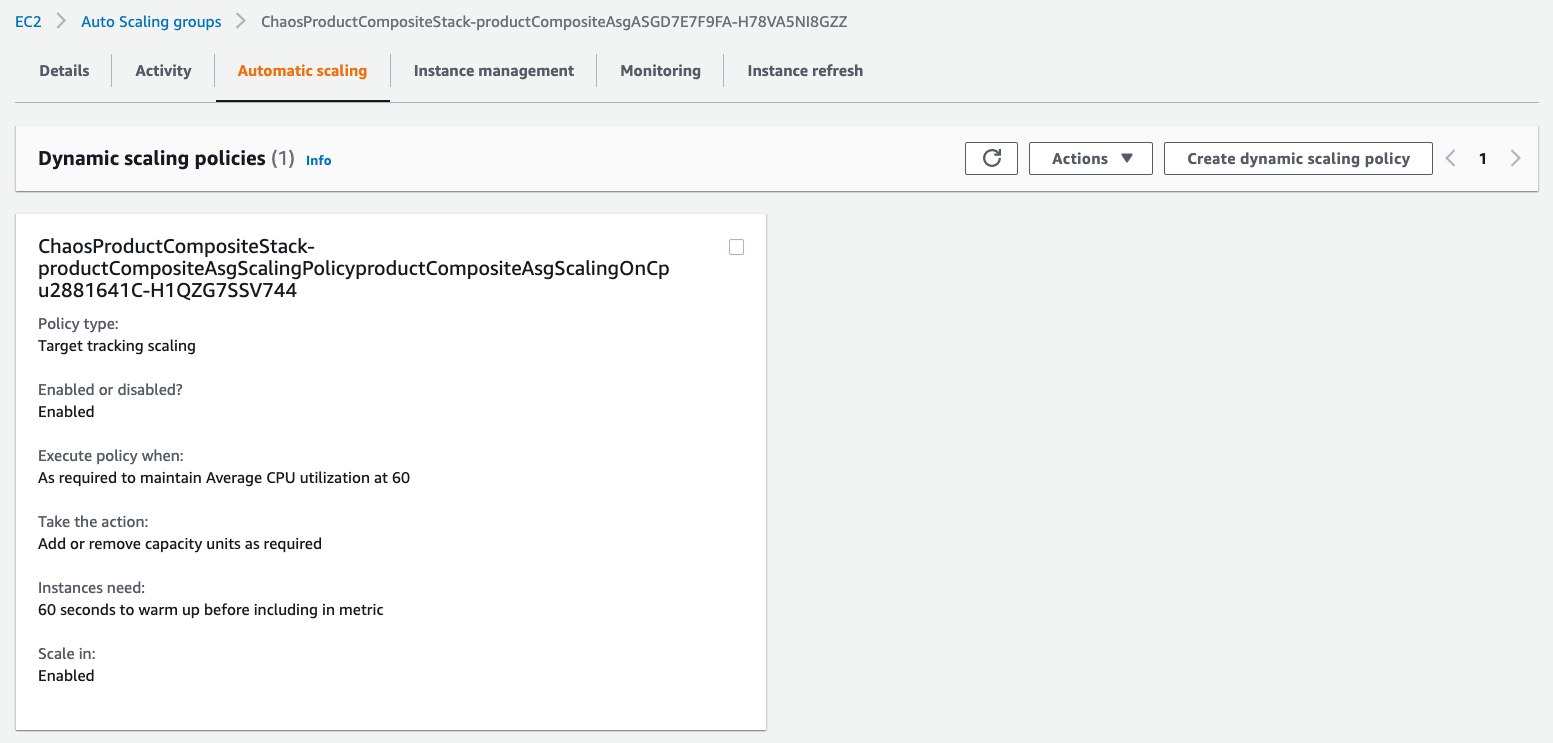 EC2 > Auto Scaling groups > ChaosProductCompositeStack-productCompositeAsgASGD7E7F9FA-H78VA5NI8GZZ
Details Activity Automatic scaling Instance management Monitoring Instance refresh
Dynamic scaling policies (1) Info Actions Create dynamic scaling policy 1
ChaosProductCompositeStack-
productCompositeAsgScalingPolicyproductCompositeAsgScalingOnCp
u2881641C-H1QZG7SSV744
Policy type:
Target tracking scaling
Enabled or disabled?
Enabled
Execute policy when:
As required to maintain Average CPU utilization at 60
Take the action:
Add or remove capacity units as required
Instances need:
60 seconds to warm up before including in metric
Scale in:
Enabled